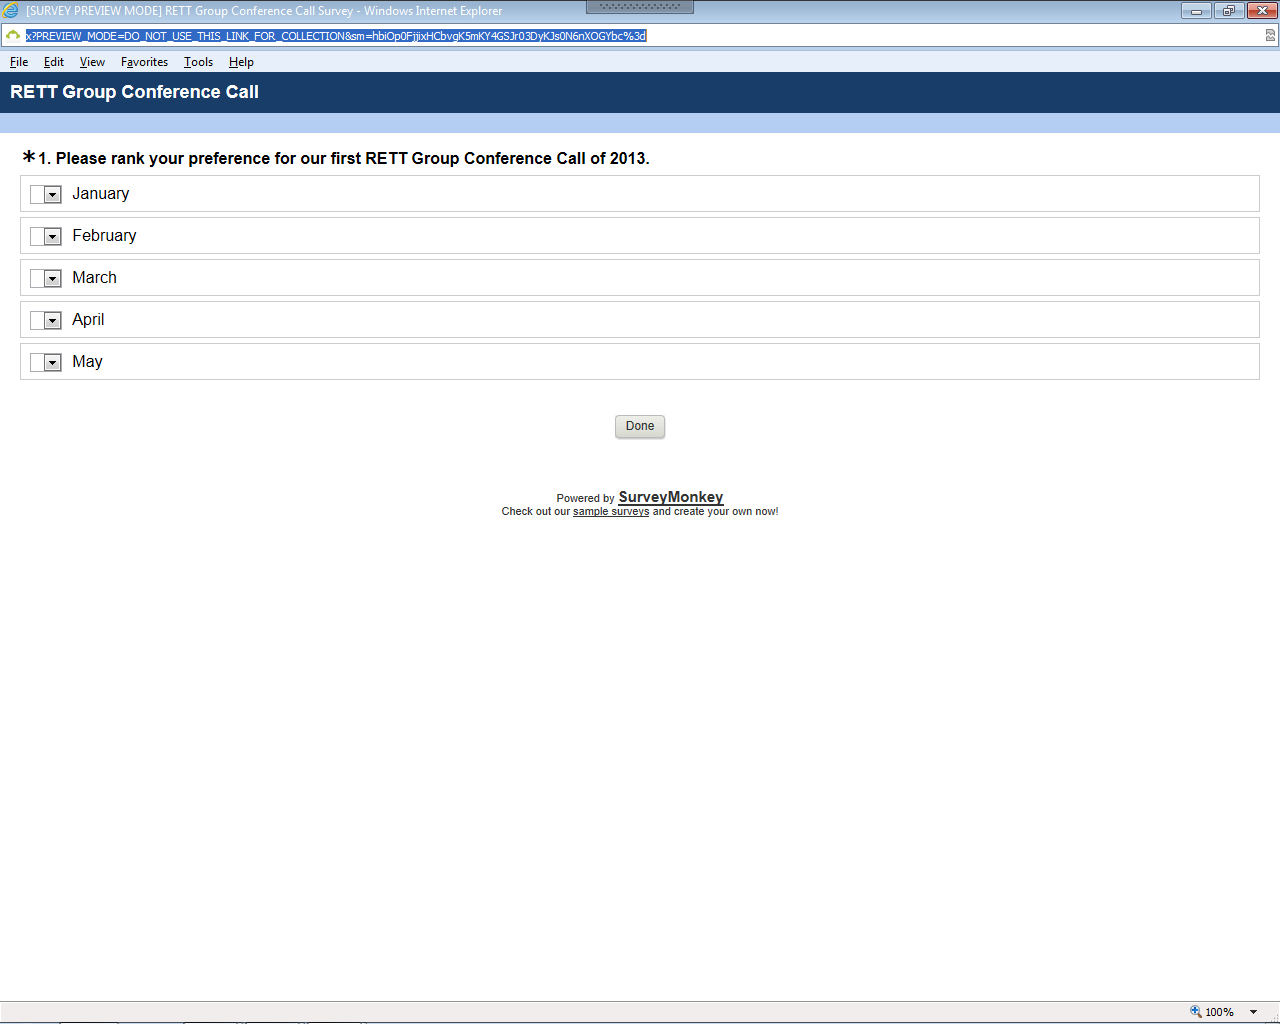 [SURVEY PREVIEW MODE] RETT Group Conference Call Survey - Windows Internet Explorer
x?PREVIEW_MODE=DO_NOT_USE_THIS_LINK_FOR_COLLECTION&sm=hbiOp0FjjixHCbvgK5mKY4GSJr03DyKJs0N6nXOGYbc%3d
File Edit View Favorites Tools Help
RETT Group Conference Call
*1. Please rank your preference for our first RETT Group Conference Call of 2013.
January
February
March
April
May
Done
Powered by SurveyMonkey
Check out our sample surveys and create your own now!
100%